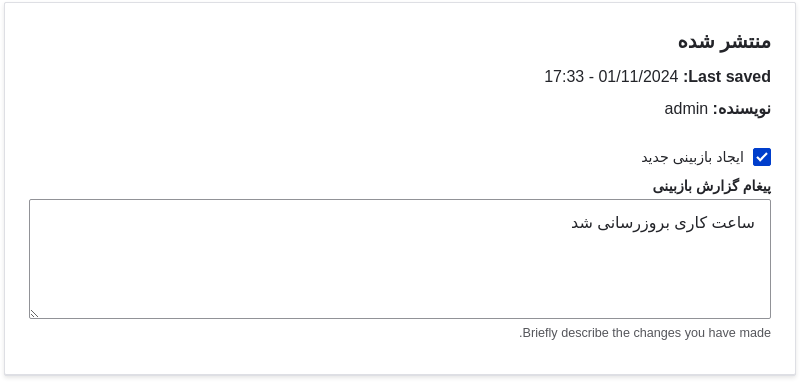 منتشر شده
Last saved: 01/11/2024 - 17:33
نویسنده: admin
ایجاد بازبینی جدید
پیغام گزارش بازبینی
ساعت کاری بروزرسانی شد
Briefly describe the changes you have made.